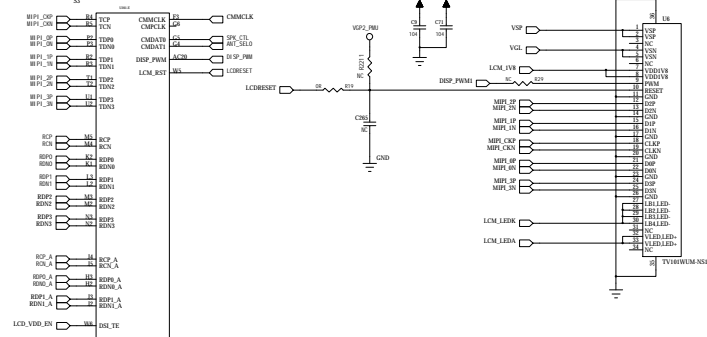 MIPI_CKP R4 TCP
MIPI_CKN R5 TCN
MIPI_0P P2 TDP0
MIPI_0N P3 TDN0
MIPI_1P R2 TDP1
MIPI_1N R3 TDN1
MIPI_2P T1 TDP2
MIPI_2N T2 TDN2
MIPI_3P U1 TDP3
MIPI_3N U2 TDN3
RCP M5 RCP
RCN M4 RCN
RDP0 K2 RDP0
RDN0 K1 RDN0
RDP1 L3 RDP1
RDN1 L2 RDN1
RDP2 M3 RDP2
RDN2 M2 RDN2
RDP3 N3 RDP3
RDN3 N2 RDN3
RCP_A J4 RCP_A
RCN_A J5 RCN_A
RDP0_A H3 RDP0_A
RDN0_A H2 RDN0_A
RDP1_A J3 RDP1_A
RDN1_A J2 RDN1_A
LCD_VDD_EN W6 DSI_TE
CMMCLK F3 CMMCLK
CMPCLK G6
CMDAT0 G5 SPK_CTL
CMDAT1 G4 ANT_SEL0
DISP_PWM AC20 DISP_PWM
LCM_RST W5 LCDRESET
VGP2_PMU
R2211
NC
LCDRESET 0R R19
C265
NC
GND
C9
104
C71
104
36
U6
VSP 1 VSP
2 VSP
3 NC
VGL 4 VSN
5 VSN
6 NC
LCM_1V8 7 VDD1V8
8 VDD1V8
DISP_PWM1 NC R29 9 PWM
10 RESET
11 GND
MIPI_2P 12 D2P
MIPI_2N 13 D2N
14 GND
MIPI_1P 15 D1P
MIPI_1N 16 D1N
17 GND
MIPI_CKP 18 CLKP
MIPI_CKN 19 CLKN
20 GND
MIPI_0P 21 D0P
MIPI_0N 22 D0N
23 GND
MIPI_3P 24 D3P
MIPI_3N 25 D3N
26 GND
27 LB1,LED-
28 LB2,LED-
29 LB3,LED-
LCM_LEDK 30 LB4,LED-
31 NC
32 VLED,LED+
LCM_LEDA 33 VLED,LED+
34 NC
35
TV101WUM-NS1